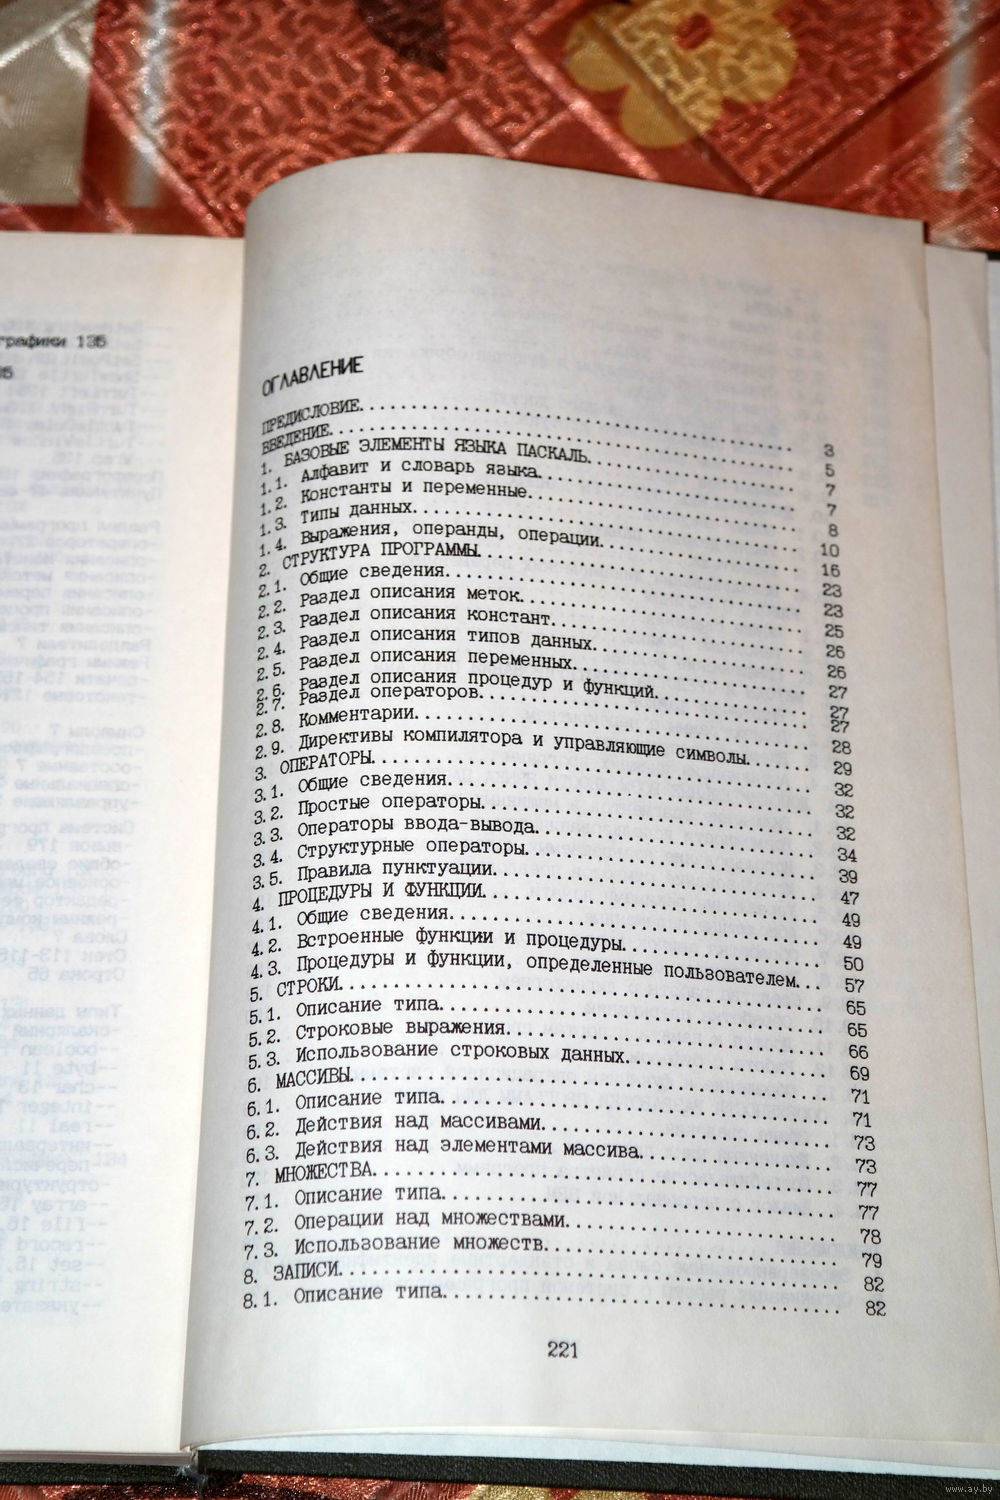 графики 135
ОГЛАВЛЕНИЕ
ПРЕДИСЛОВИЕ. 3
ВВЕДЕНИЕ. 5
1. БАЗОВЫЕ ЭЛЕМЕНТЫ ЯЗЫКА ПАСКАЛЬ. 7
1.1. Алфавит и словарь языка. 7
1.2. Константы и переменные. 8
1.3. Типы данных. 10
1.4. Выражения, операнды, операции. 16
2. СТРУКТУРА ПРОГРАММЫ. 23
2.1. Общие сведения. 23
2.2. Раздел описания меток. 25
2.3. Раздел описания констант. 26
2.4. Раздел описания типов данных. 26
2.5. Раздел описания переменных. 27
2.6. Раздел описания процедур и функций. 27
2.7. Раздел операторов. 27
2.8. Комментарии. 28
2.9. Директивы компилятора и управляющие символы. 29
3. ОПЕРАТОРЫ. 32
3.1. Общие сведения. 32
3.2. Простые операторы. 32
3.3. Операторы ввода-вывода. 34
3.4. Структурные операторы. 39
3.5. Правила пунктуации. 47
4. ПРОЦЕДУРЫ И ФУНКЦИИ. 49
4.1. Общие сведения. 49
4.2. Встроенные функции и процедуры. 50
4.3. Процедуры и функции, определенные пользователем. 57
5. СТРОКИ. 65
5.1. Описание типа. 65
5.2. Строковые выражения. 66
5.3. Использование строковых данных. 69
6. МАССИВЫ. 71
6.1. Описание типа. 71
6.2. Действия над массивами. 73
6.3. Действия над элементами массива. 73
7. МНОЖЕСТВА. 77
7.1. Описание типа. 77
7.2. Операции над множествами. 78
7.3. Использование множеств. 79
8. ЗАПИСИ. 82
8.1. Описание типа. 82
221
www.ay.by